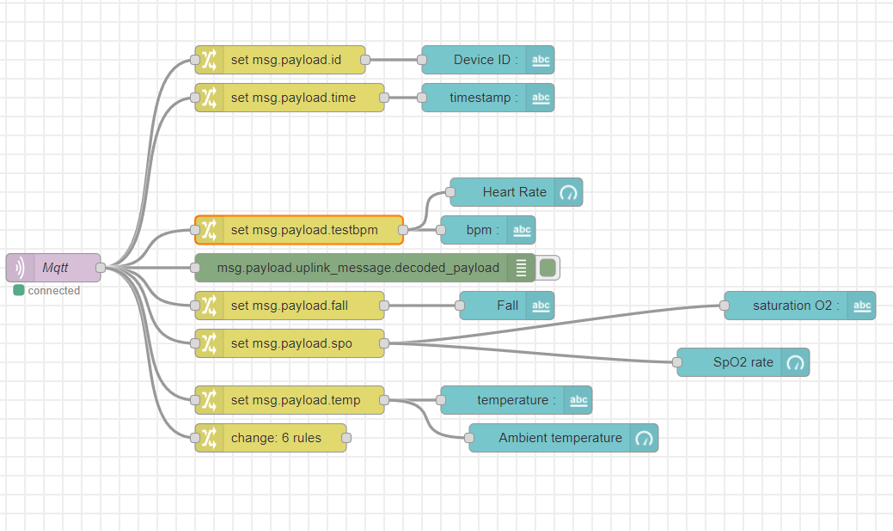 set msg.payload.id
Device ID :
abc
set msg.payload.time
timestamp :
abc
Heart Rate
set msg.payload.testbpm
bpm :
abc
Mqtt
connected
msg.payload.uplink_message.decoded_payload
set msg.payload.fall
Fall
abc
saturation O2 :
abc
set msg.payload.spo
SpO2 rate
set msg.payload.temp
temperature :
abc
change: 6 rules
Ambient temperature